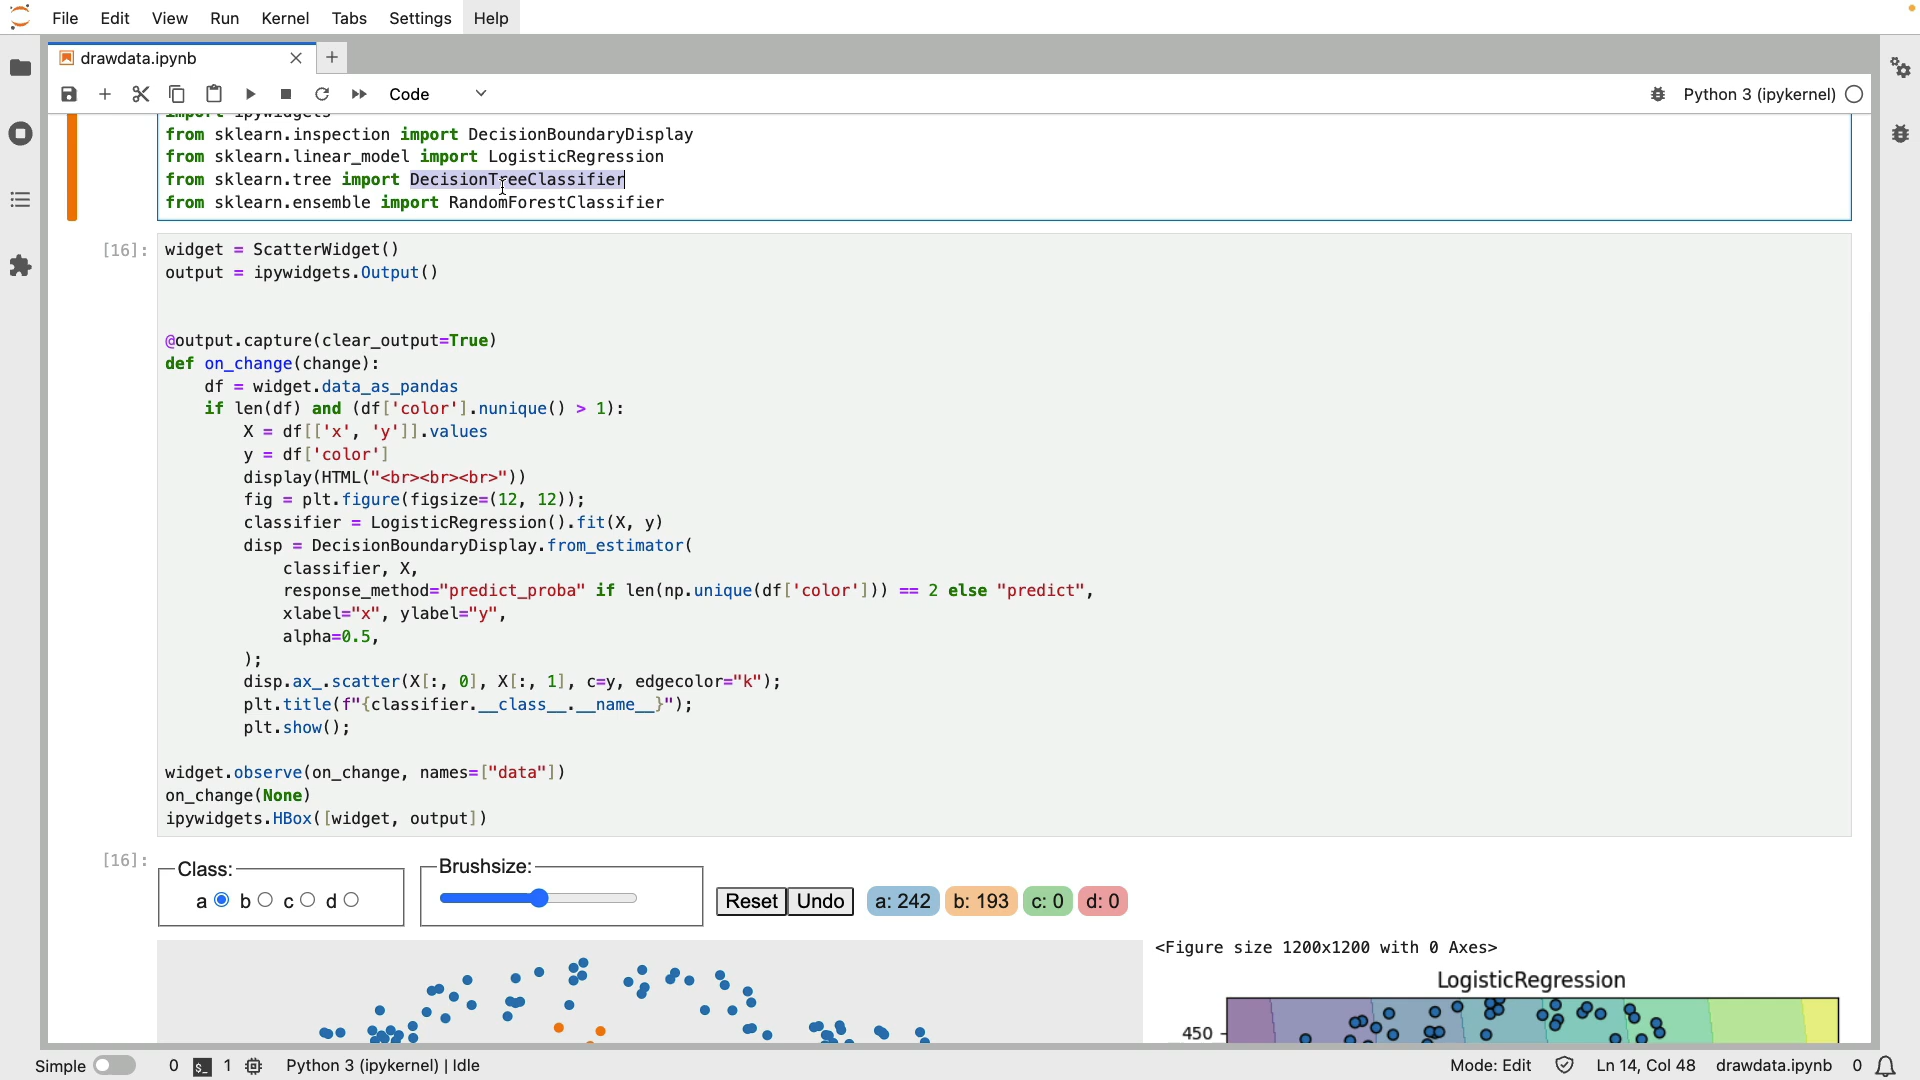 File Edit View Run Kernel Tabs Settings Help
drawdata.ipynb
Code
Python 3 (ipykernel)
import ipywidgets
from sklearn.inspection import DecisionBoundaryDisplay
from sklearn.linear_model import LogisticRegression
from sklearn.tree import DecisionTreeClassifier
from sklearn.ensemble import RandomForestClassifier
[16]:
widget = ScatterWidget()
output = ipywidgets.Output()
@output.capture(clear_output=True)
def on_change(change):
    df = widget.data_as_pandas
    if len(df) and (df['color'].nunique() > 1):
        X = df[['x', 'y']].values
        y = df['color']
        display(HTML("<br><br><br>"))
        fig = plt.figure(figsize=(12, 12));
        classifier = LogisticRegression().fit(X, y)
        disp = DecisionBoundaryDisplay.from_estimator(
            classifier, X,
            response_method="predict_proba" if len(np.unique(df['color'])) == 2 else "predict",
            xlabel="x", ylabel="y",
            alpha=0.5,
        );
        disp.ax_.scatter(X[:, 0], X[:, 1], c=y, edgecolor="k");
        plt.title(f"{classifier.__class__.__name__}");
        plt.show();
widget.observe(on_change, names=["data"])
on_change(None)
ipywidgets.HBox([widget, output])
[16]:
Class:
a b c d
Brushsize:
Reset Undo a: 242 b: 193 c: 0 d: 0
<Figure size 1200x1200 with 0 Axes>
LogisticRegression
450
Simple 0 1 Python 3 (ipykernel) | Idle Mode: Edit Ln 14, Col 48 drawdata.ipynb 0